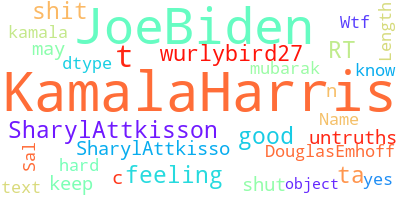 shit
JoeBiden
Wtf
Length
kamala
may
t
wurlybird27
RT
dtype
mubarak
know
KamalaHarris
n
SharylAttkisson
good
Name
untruths
Sal
SharylAttkisso
DouglasEmhoff
hard
feeling
ta
text
keep
c
shut
object
yes